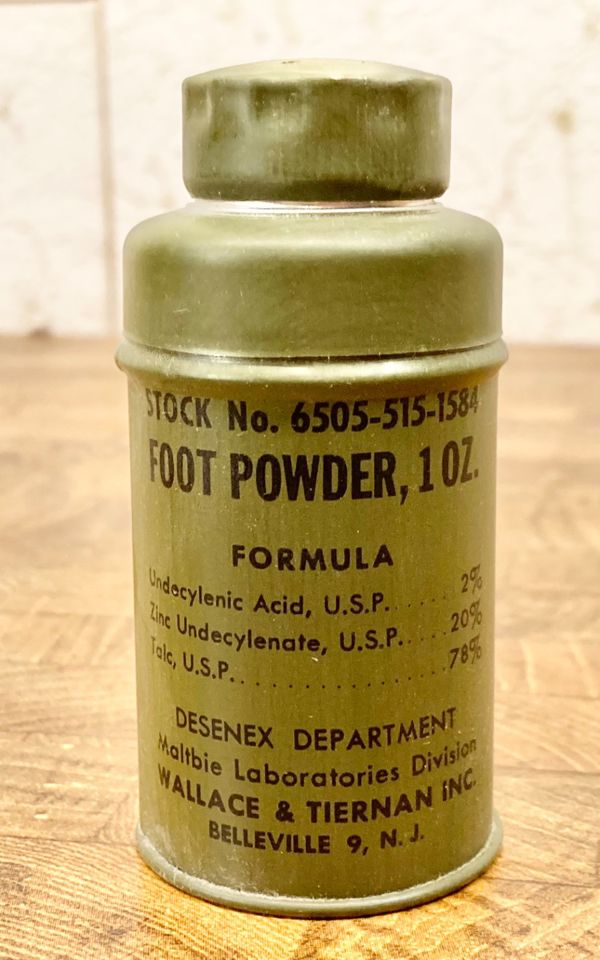 STOCK No. 6505-515-1584
FOOT POWDER, 1 OZ.
FORMULA
Undecylenic Acid, U.S.P. ...... 2%
Zinc Undecylenate, U.S.P. .... 20%
Talc, U.S.P. .................. 78%
DESENEX DEPARTMENT
Maltbie Laboratories Division
WALLACE & TIERNAN INC.
BELLEVILLE 9, N. J.